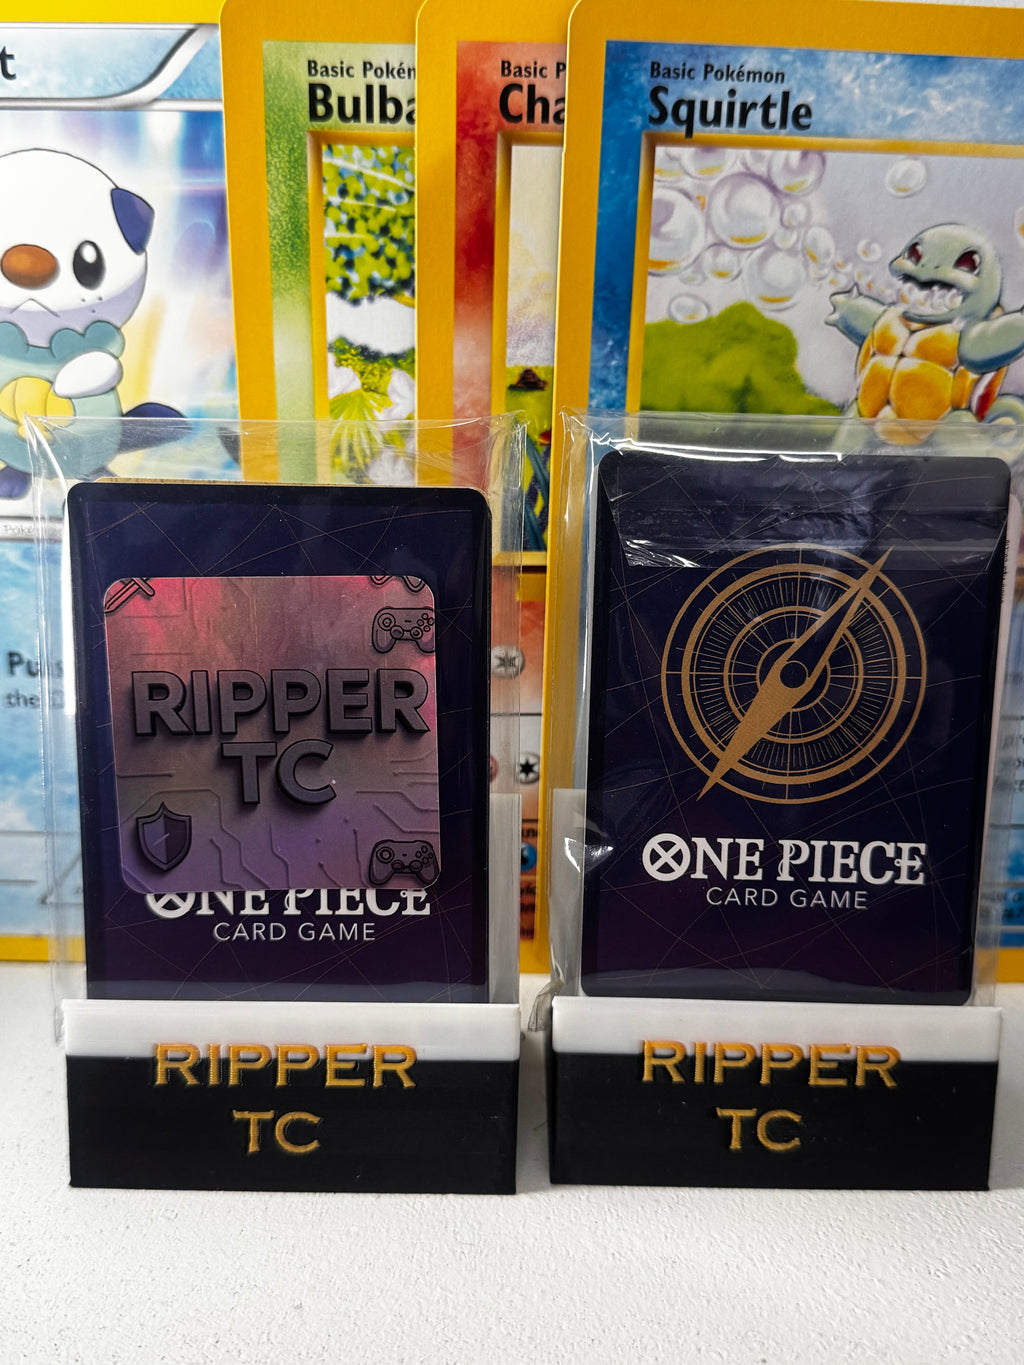 t
Basic Pokém
Bulba
Basic P
Cha
Basic Pokémon
Squirtle
RIPPER
TC
ONE PIECE
CARD GAME
ONE PIECE
CARD GAME
RIPPER
TC
RIPPER
TC